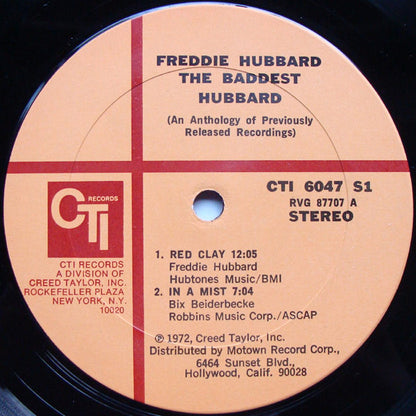 FREDDIE HUBBARD
THE BADDEST
HUBBARD
(An Anthology of Previously
Released Recordings)
CTI 6047 S1
RVG 87707 A
STEREO
CTI
RECORDS
CTI RECORDS
A DIVISION OF
CREED TAYLOR, INC.
ROCKEFELLER PLAZA
NEW YORK, N.Y.
10020
1. RED CLAY 12:05
Freddie Hubbard
Hubtones Music/BMI
2. IN A MIST 7:04
Bix Beiderbecke
Robbins Music Corp./ASCAP
℗ 1972, Creed Taylor, Inc.
Distributed by Motown Record Corp.,
6464 Sunset Blvd.,
Hollywood, Calif. 90028